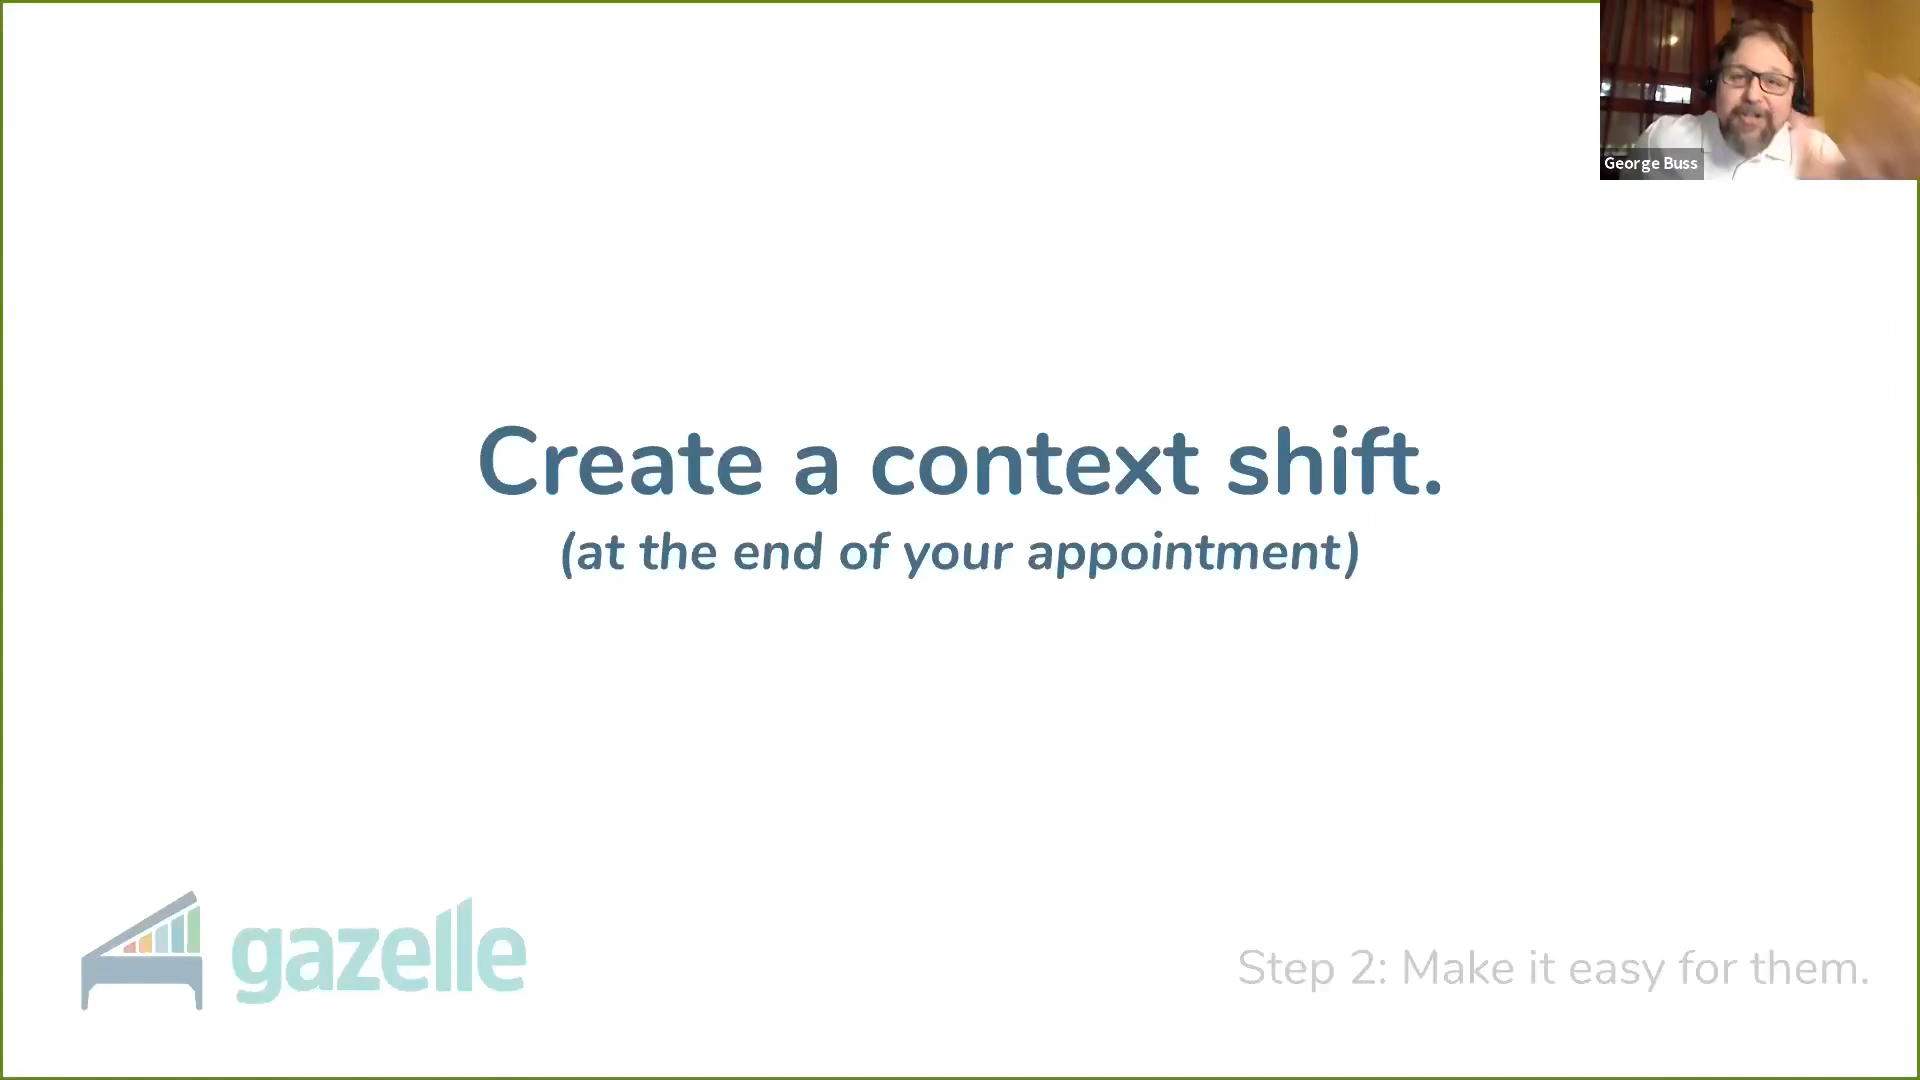 George Buss
Create a context shift.
(at the end of your appointment)
gazelle
Step 2: Make it easy for them.